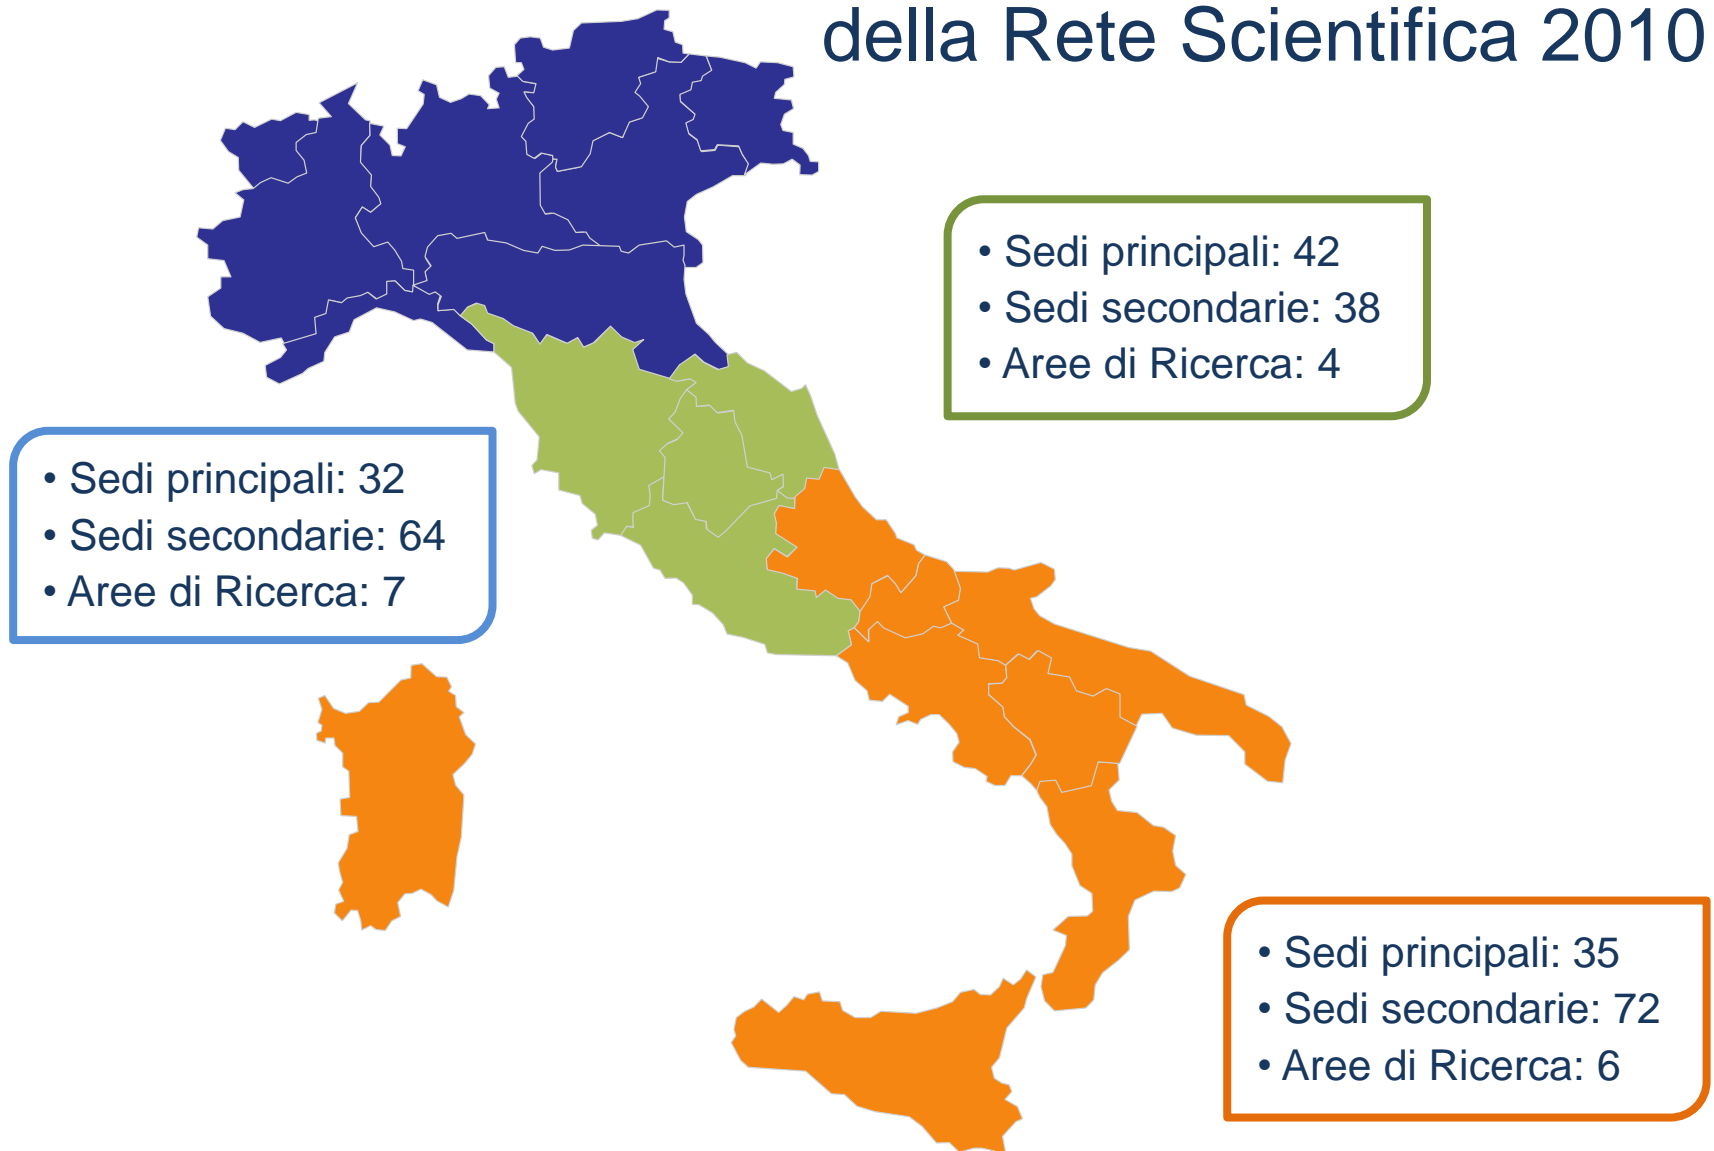 della Rete Scientifica 2010
• Sedi principali: 42
• Sedi secondarie: 38
• Aree di Ricerca: 4
• Sedi principali: 32
• Sedi secondarie: 64
• Aree di Ricerca: 7
• Sedi principali: 35
• Sedi secondarie: 72
• Aree di Ricerca: 6